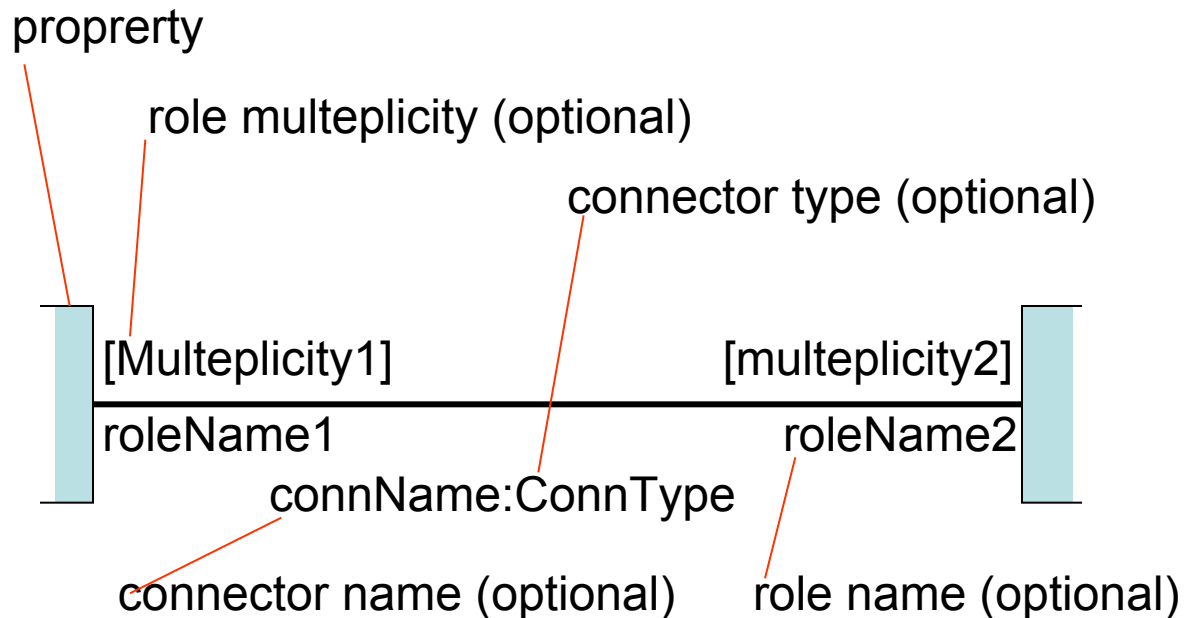 proprerty
role multeplicity (optional)
connector type (optional)
[Multeplicity1]
[multeplicity2]
roleName1
roleName2
connName:ConnType
connector name (optional)
role name (optional)